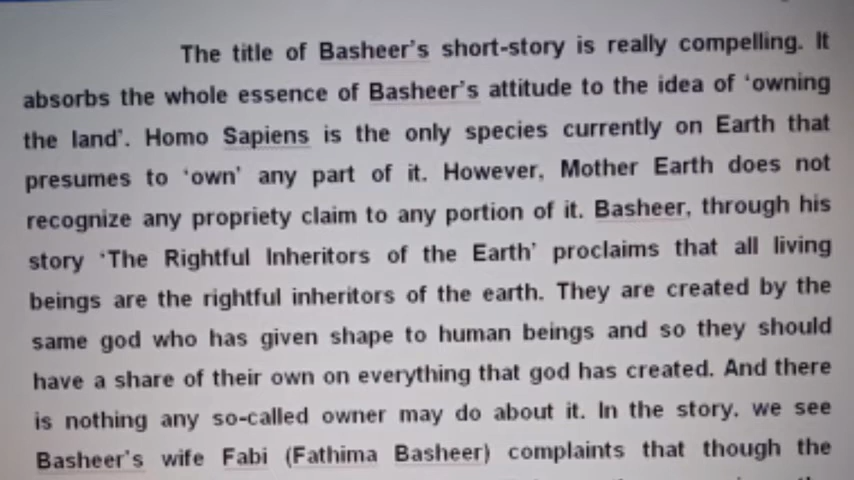 The title of Basheer's short-story is really compelling. It
absorbs the whole essence of Basheer's attitude to the idea of 'owning
the land'. Homo Sapiens is the only species currently on Earth that
presumes to 'own' any part of it. However, Mother Earth does not
recognize any propriety claim to any portion of it. Basheer, through his
story 'The Rightful Inheritors of the Earth' proclaims that all living
beings are the rightful inheritors of the earth. They are created by the
same god who has given shape to human beings and so they should
have a share of their own on everything that god has created. And there
is nothing any so-called owner may do about it. In the story, we see
Basheer's wife Fabi (Fathima Basheer) complaints that though the